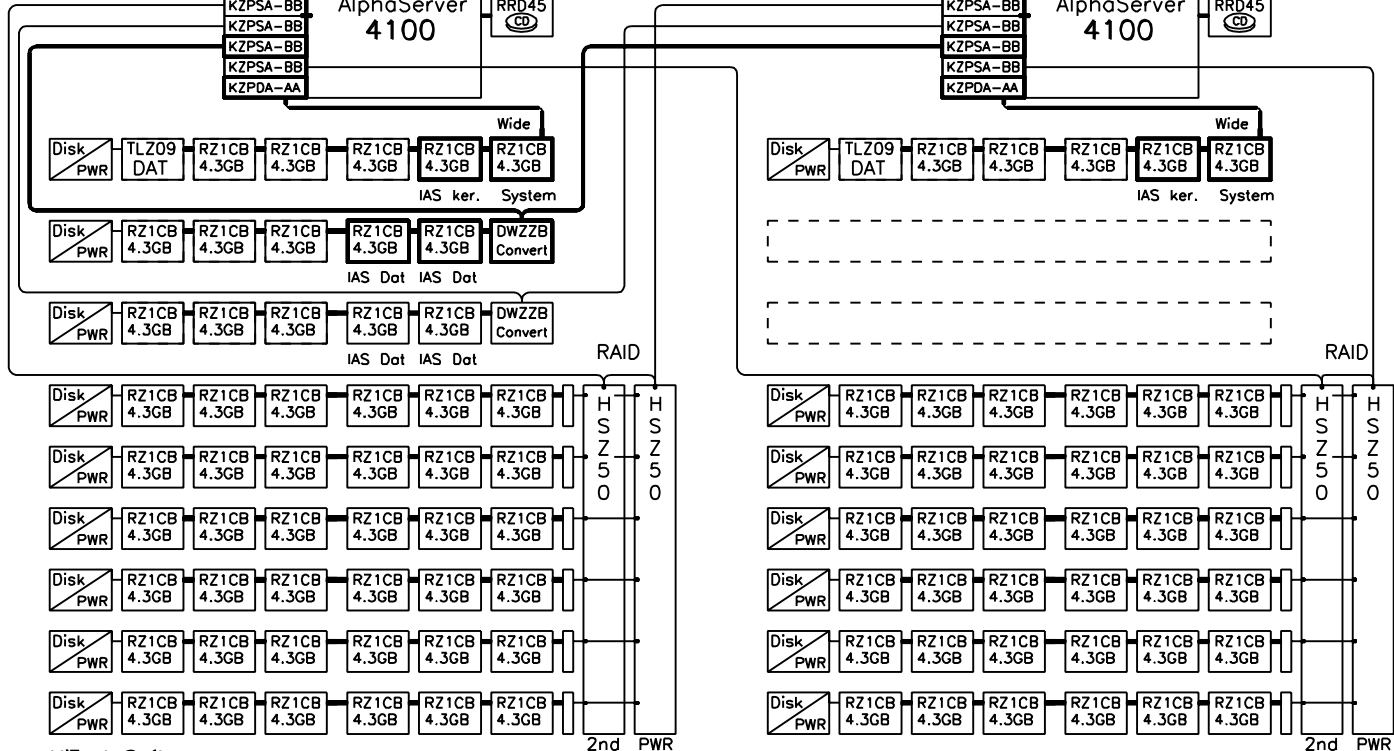 KZPSA-BB AlphaServer RRD45 KZPSA-BB AlphaServer RRD45
KZPSA-BB 4100 CD KZPSA-BB 4100 CD
KZPSA-BB KZPSA-BB
KZPSA-BB KZPSA-BB
KZPDA-AA KZPDA-AA
Wide Wide
Disk TLZ09 RZ1CB RZ1CB RZ1CB RZ1CB RZ1CB Disk TLZ09 RZ1CB RZ1CB RZ1CB RZ1CB RZ1CB
PWR DAT 4.3GB 4.3GB 4.3GB 4.3GB 4.3GB PWR DAT 4.3GB 4.3GB 4.3GB 4.3GB 4.3GB
IAS ker. System IAS ker. System
Disk RZ1CB RZ1CB RZ1CB RZ1CB RZ1CB DWZZB
PWR 4.3GB 4.3GB 4.3GB 4.3GB 4.3GB Convert
IAS Dat IAS Dat
Disk RZ1CB RZ1CB RZ1CB RZ1CB RZ1CB DWZZB
PWR 4.3GB 4.3GB 4.3GB 4.3GB 4.3GB Convert
IAS Dat IAS Dat
RAID RAID
HSZ50 HSZ50 HSZ50 HSZ50
Disk RZ1CB RZ1CB RZ1CB RZ1CB RZ1CB RZ1CB Disk RZ1CB RZ1CB RZ1CB RZ1CB RZ1CB RZ1CB
PWR 4.3GB 4.3GB 4.3GB 4.3GB 4.3GB 4.3GB PWR 4.3GB 4.3GB 4.3GB 4.3GB 4.3GB 4.3GB
Disk RZ1CB RZ1CB RZ1CB RZ1CB RZ1CB RZ1CB Disk RZ1CB RZ1CB RZ1CB RZ1CB RZ1CB RZ1CB
PWR 4.3GB 4.3GB 4.3GB 4.3GB 4.3GB 4.3GB PWR 4.3GB 4.3GB 4.3GB 4.3GB 4.3GB 4.3GB
Disk RZ1CB RZ1CB RZ1CB RZ1CB RZ1CB RZ1CB Disk RZ1CB RZ1CB RZ1CB RZ1CB RZ1CB RZ1CB
PWR 4.3GB 4.3GB 4.3GB 4.3GB 4.3GB 4.3GB PWR 4.3GB 4.3GB 4.3GB 4.3GB 4.3GB 4.3GB
Disk RZ1CB RZ1CB RZ1CB RZ1CB RZ1CB RZ1CB Disk RZ1CB RZ1CB RZ1CB RZ1CB RZ1CB RZ1CB
PWR 4.3GB 4.3GB 4.3GB 4.3GB 4.3GB 4.3GB PWR 4.3GB 4.3GB 4.3GB 4.3GB 4.3GB 4.3GB
Disk RZ1CB RZ1CB RZ1CB RZ1CB RZ1CB RZ1CB Disk RZ1CB RZ1CB RZ1CB RZ1CB RZ1CB RZ1CB
PWR 4.3GB 4.3GB 4.3GB 4.3GB 4.3GB 4.3GB PWR 4.3GB 4.3GB 4.3GB 4.3GB 4.3GB 4.3GB
Disk RZ1CB RZ1CB RZ1CB RZ1CB RZ1CB RZ1CB Disk RZ1CB RZ1CB RZ1CB RZ1CB RZ1CB RZ1CB
PWR 4.3GB 4.3GB 4.3GB 4.3GB 4.3GB 4.3GB PWR 4.3GB 4.3GB 4.3GB 4.3GB 4.3GB 4.3GB
2nd PWR 2nd PWR